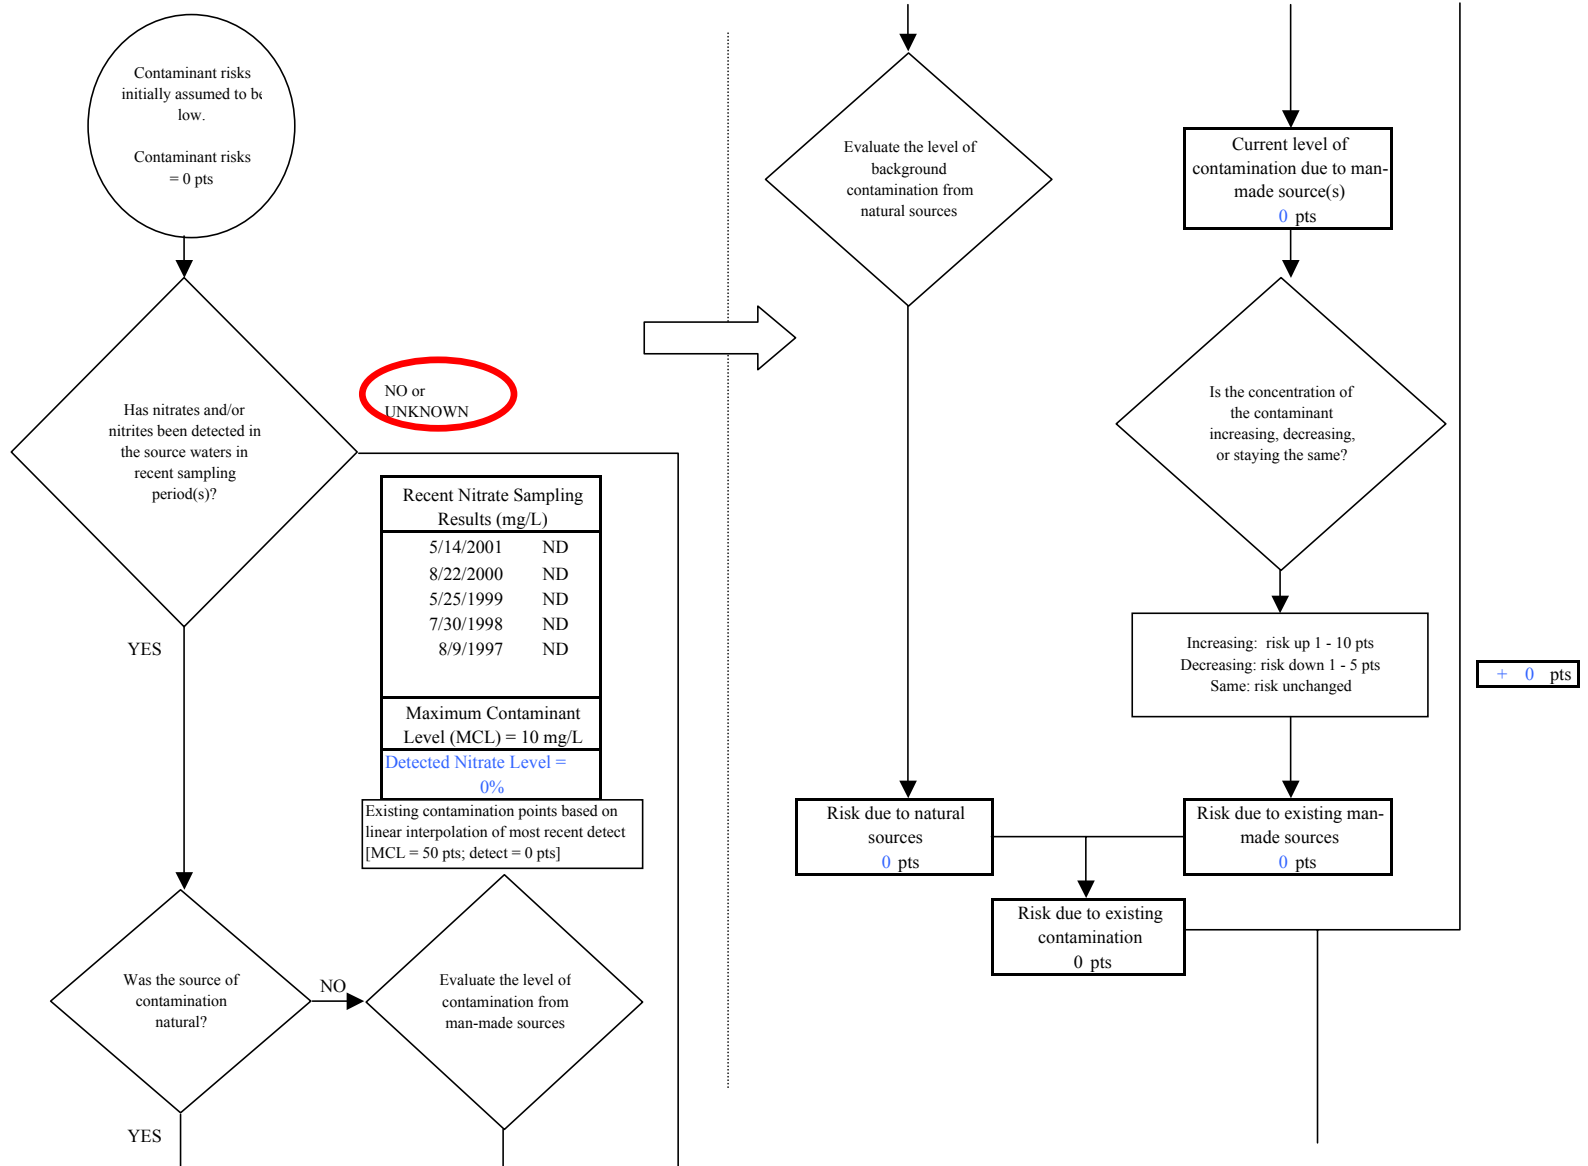 Contaminant risks
initially assumed to be
low.
Contaminant risks
= 0 pts
Has nitrates and/or
nitrites been detected in
the source waters in
recent sampling
period(s)?
NO or
UNKNOWN
YES
Recent Nitrate Sampling
Results (mg/L)
5/14/2001 ND
8/22/2000 ND
5/25/1999 ND
7/30/1998 ND
8/9/1997 ND
Maximum Contaminant
Level (MCL) = 10 mg/L
Detected Nitrate Level =
0%
Existing contamination points based on
linear interpolation of most recent detect
[MCL = 50 pts; detect = 0 pts]
Was the source of
contamination
natural?
NO
Evaluate the level of
contamination from
man-made sources
YES
Evaluate the level of
background
contamination from
natural sources
Current level of
contamination due to man-
made source(s)
0 pts
Is the concentration of
the contaminant
increasing, decreasing,
or staying the same?
Increasing: risk up 1 - 10 pts
Decreasing: risk down 1 - 5 pts
Same: risk unchanged
+ 0 pts
Risk due to natural
sources
0 pts
Risk due to existing man-
made sources
0 pts
Risk due to existing
contamination
0 pts